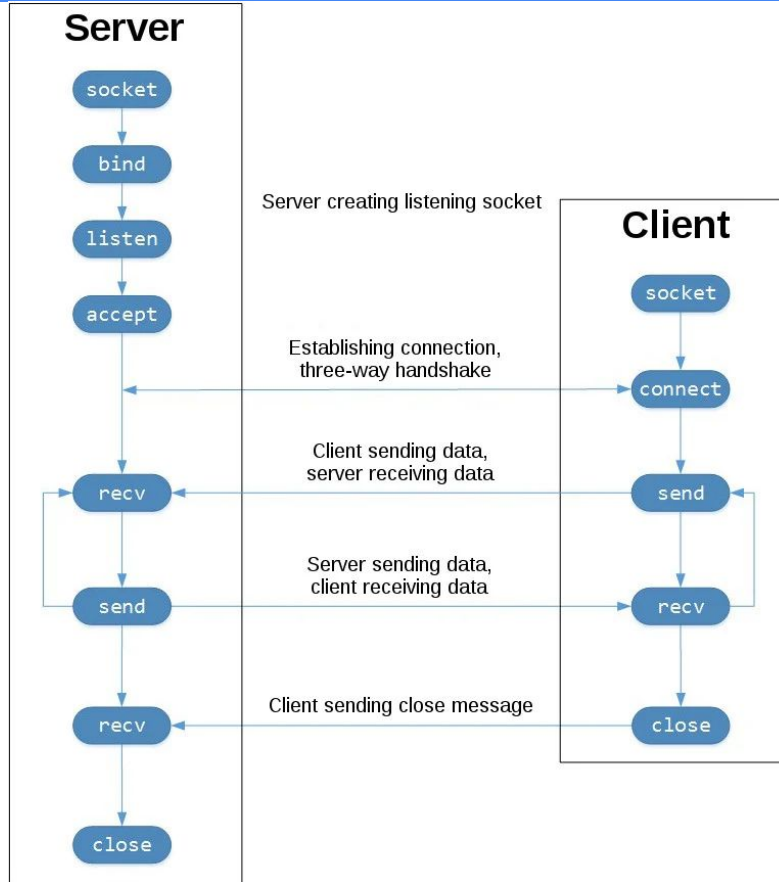 Server
socket
bind
listen
accept
recv
send
recv
close
Server creating listening socket
Establishing connection,
three-way handshake
Client sending data,
server receiving data
Server sending data,
client receiving data
Client sending close message
Client
socket
connect
send
recv
close